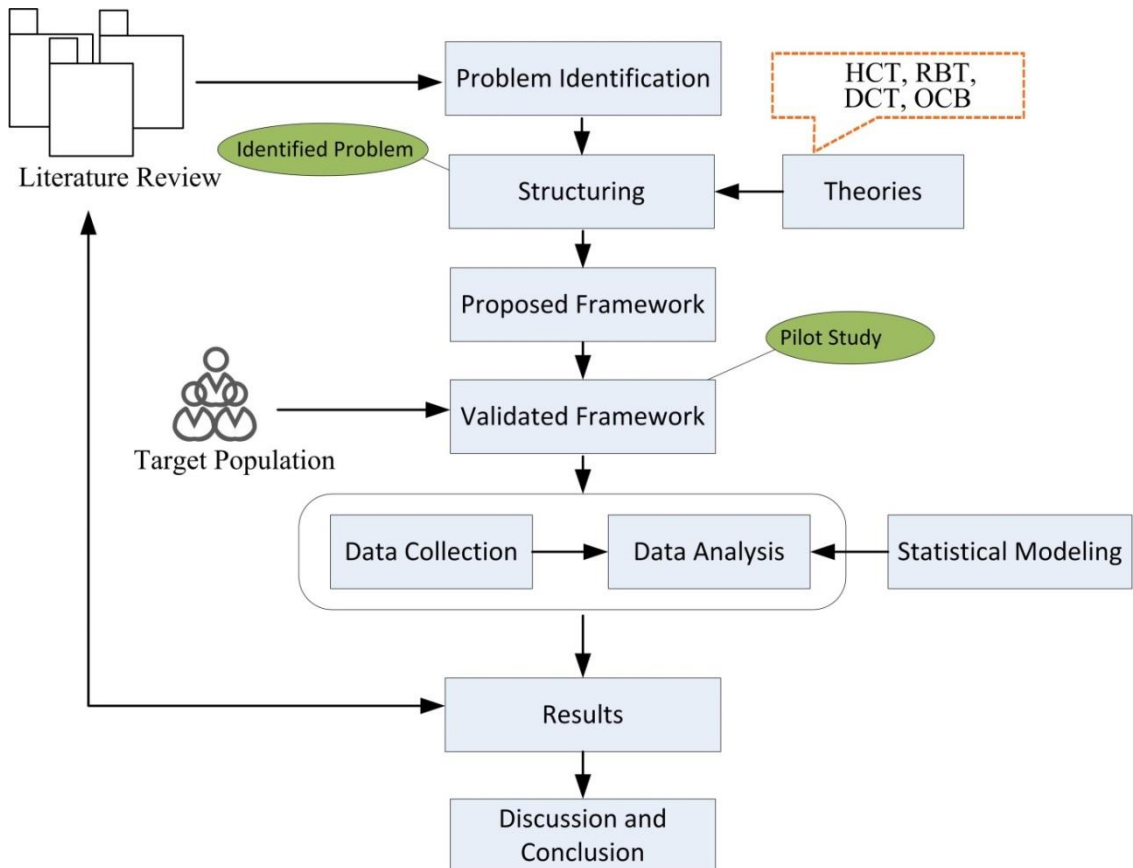 Problem Identification
HCT, RBT,
DCT, OCB
Identified Problem
Literature Review
Structuring
Theories
Proposed Framework
Pilot Study
Validated Framework
Target Population
Data Collection
Data Analysis
Statistical Modeling
Results
Discussion and
Conclusion